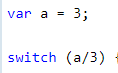 var a = 3;
switch (a/3) {